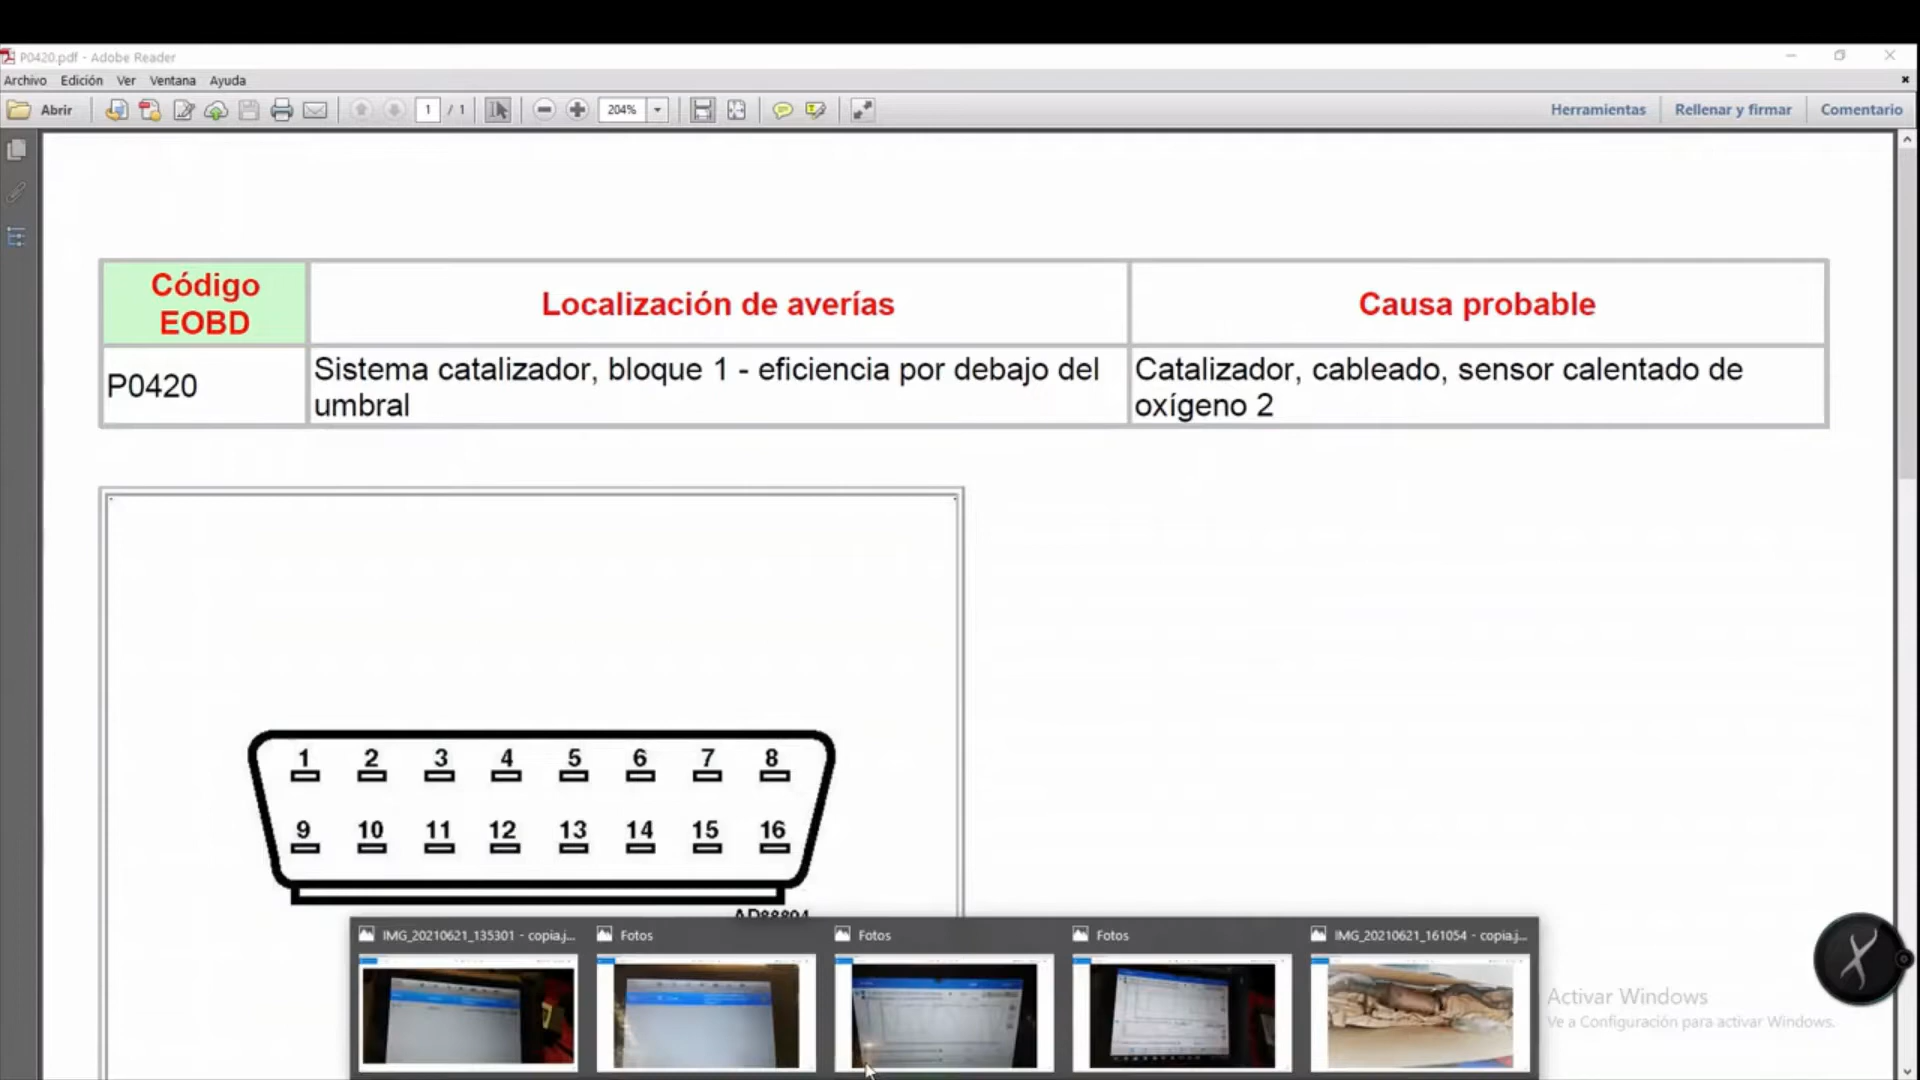 P0420.pdf - Adobe Reader
Archivo Edición Ver Ventana Ayuda
Abrir 1 / 1 204% Herramientas Rellenar y firmar Comentario
Código EOBD
Localización de averías
Causa probable
P0420
Sistema catalizador, bloque 1 - eficiencia por debajo del
umbral
Catalizador, cableado, sensor calentado de
oxígeno 2
1 2 3 4 5 6 7 8
9 10 11 12 13 14 15 16
AD88804
IMG_20210621_135301 - copia.j... Fotos Fotos Fotos IMG_20210621_161054 - copia.j...
Activar Windows
Ve a Configuración para activar Windows.